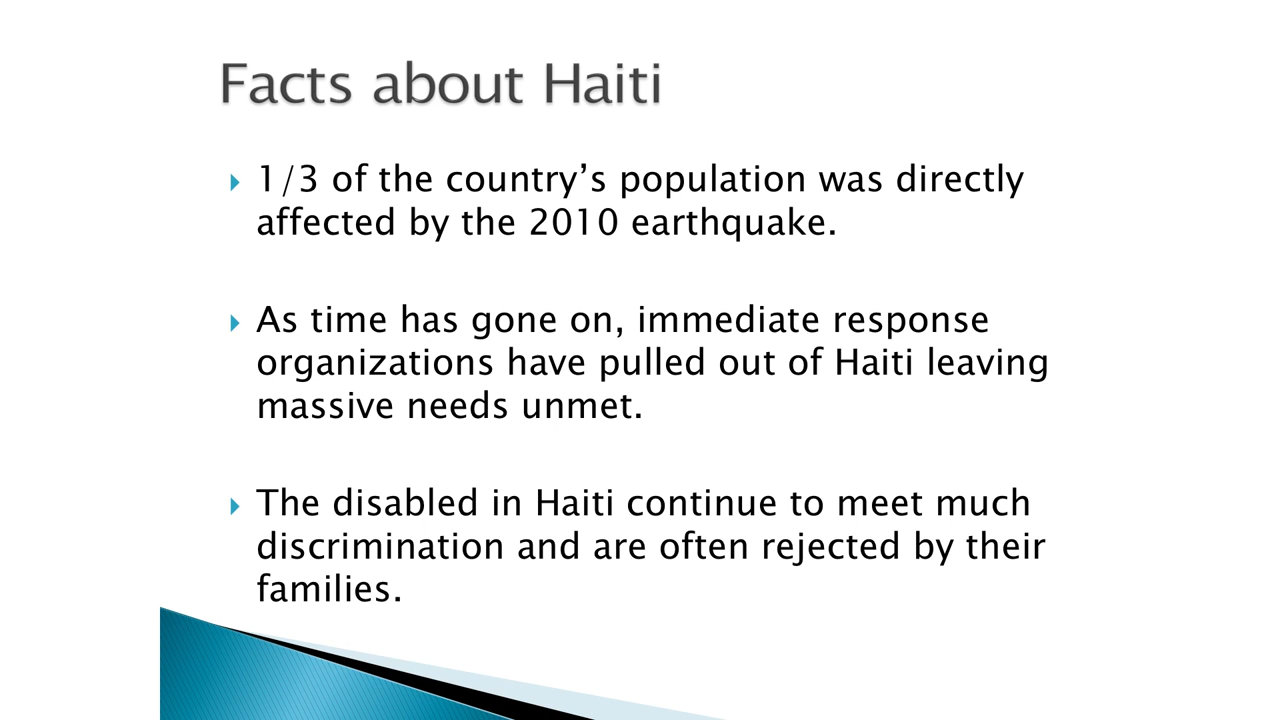 Facts about Haiti
1/3 of the country’s population was directly
affected by the 2010 earthquake.
As time has gone on, immediate response
organizations have pulled out of Haiti leaving
massive needs unmet.
The disabled in Haiti continue to meet much
discrimination and are often rejected by their
families.